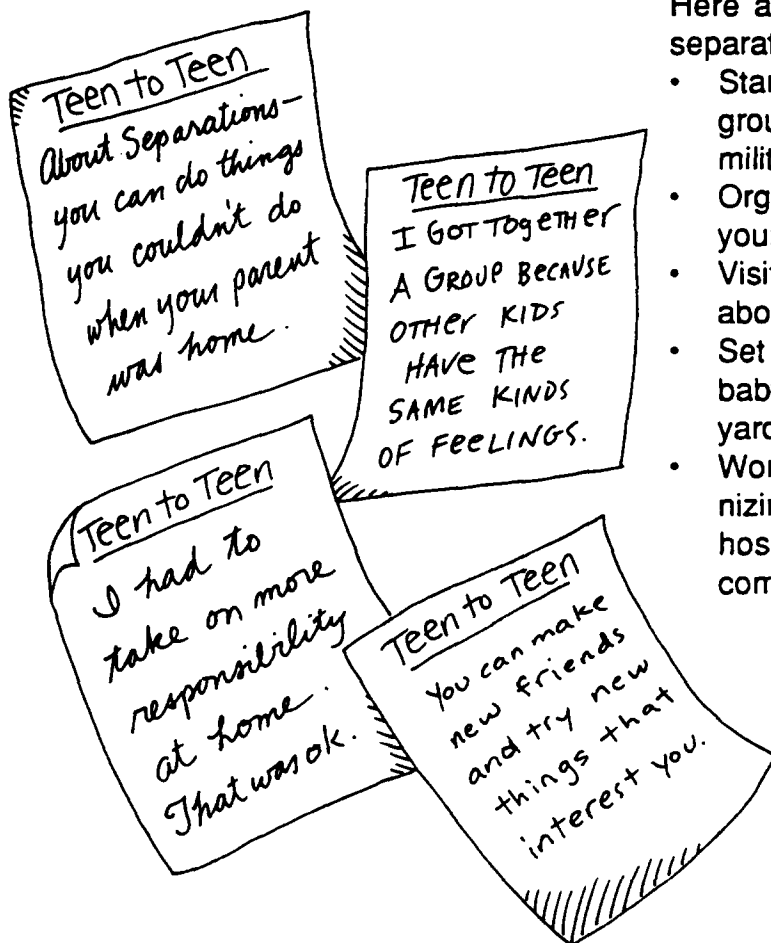 Teen to Teen
About Separations—
you can do things
you couldn't do
when your parent
was home.
Teen to Teen
I GOT TOgeTHer
A GrouP BecAuse
OTHer KIDS
HAVe THe
SAME KINDS
OF FeeLINGS.
Teen to Teen
I had to
take on more
responsibility
at home.
That was ok.
Teen to Teen
You can make
new friends
and try new
things that
interest you.
Here a
separat
• Star
grou
milit
• Org
you
• Visit
abo
• Set
bab
yard
• Wor
nizin
hos
com